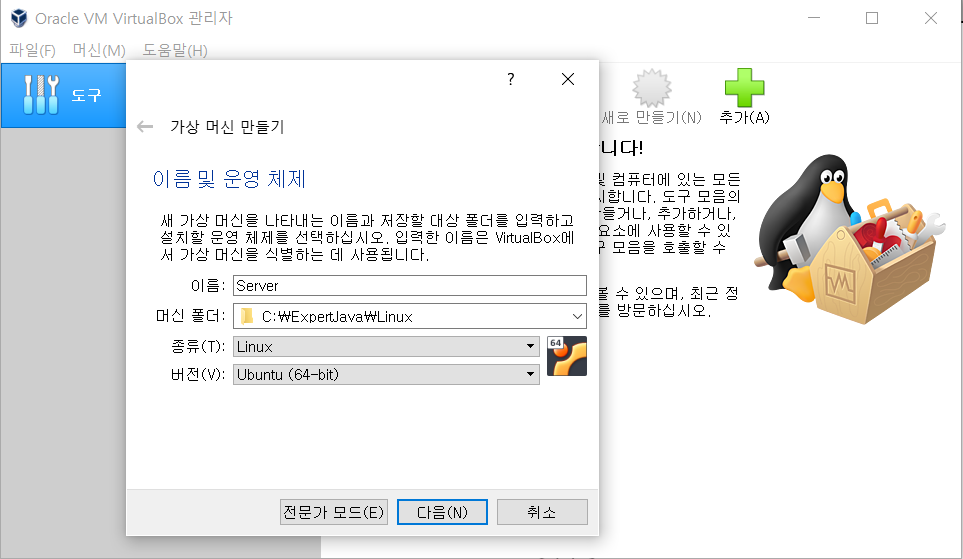 Oracle VM VirtualBox 관리자
파일(F) 머신(M) 도움말(H)
도구
?
가상 머신 만들기
이름 및 운영 체제
새 가상 머신을 나타내는 이름과 저장할 대상 폴더를 입력하고
설치할 운영 체제를 선택하십시오. 입력한 이름은 VirtualBox에
서 가상 머신을 식별하는 데 사용됩니다.
이름: Server
머신 폴더: C:₩ExpertJava₩Linux
종류(T): Linux
64
버전(V): Ubuntu (64-bit)
전문가 모드(E) 다음(N) 취소
새로 만들기(N) 추가(A)
니다!
및 컴퓨터에 있는 모든
시합니다. 도구 모음의
들거나, 추가하거나,
요소에 사용할 수 있
구 모음을 호출할 수
볼 수 있으며, 최근 정
를 방문하십시오.